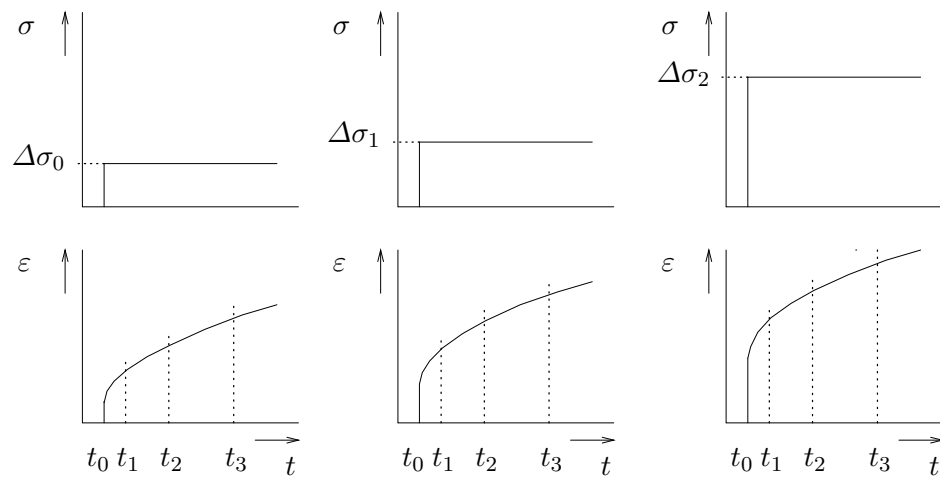 σ σ σ
Δσ₀ Δσ₁ Δσ₂
ε ε ε
t₀ t₁ t₂ t₃ t t₀ t₁ t₂ t₃ t t₀ t₁ t₂ t₃ t